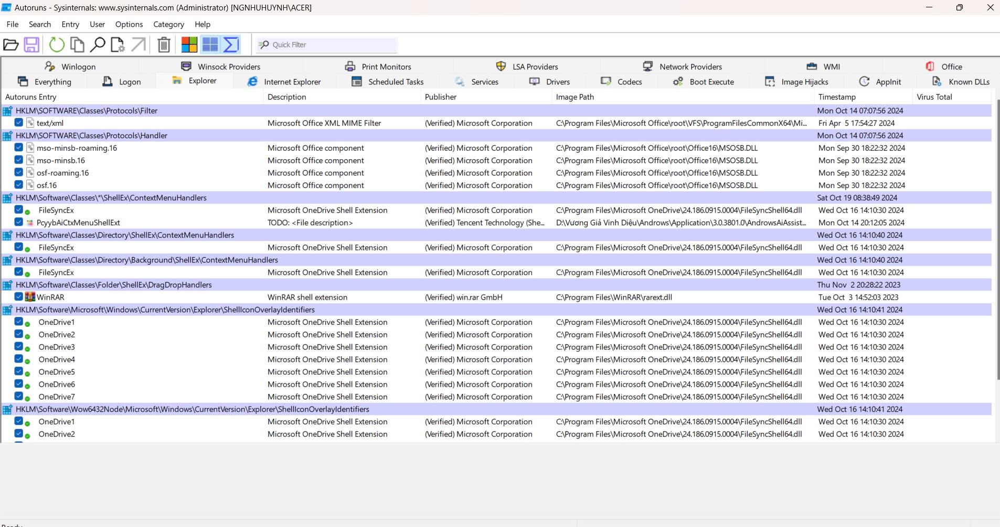 Autoruns - Sysinternals: www.sysinternals.com (Administrator) [NGNHUHUYNH\ACER]
File Search Entry User Options Category Help
Quick Filter
Winlogon Winsock Providers Print Monitors LSA Providers Network Providers WMI Office
Everything Logon Explorer Internet Explorer Scheduled Tasks Services Drivers Codecs Boot Execute Image Hijacks AppInit Known DLLs
Autoruns Entry Description Publisher Image Path Timestamp Virus Total
HKLM\SOFTWARE\Classes\Protocols\Filter Mon Oct 14 07:07:56 2024
text/xml Microsoft Office XML MIME Filter (Verified) Microsoft Corporation C:\Program Files\Microsoft Office\root\VFS\ProgramFilesCommonX64\Mi... Fri Apr 5 17:54:27 2024
HKLM\SOFTWARE\Classes\Protocols\Handler Mon Oct 14 07:07:56 2024
mso-minsb-roaming.16 Microsoft Office component (Verified) Microsoft Corporation C:\Program Files\Microsoft Office\root\Office16\MSOSB.DLL Mon Sep 30 18:22:32 2024
mso-minsb.16 Microsoft Office component (Verified) Microsoft Corporation C:\Program Files\Microsoft Office\root\Office16\MSOSB.DLL Mon Sep 30 18:22:32 2024
osf-roaming.16 Microsoft Office component (Verified) Microsoft Corporation C:\Program Files\Microsoft Office\root\Office16\MSOSB.DLL Mon Sep 30 18:22:32 2024
osf.16 Microsoft Office component (Verified) Microsoft Corporation C:\Program Files\Microsoft Office\root\Office16\MSOSB.DLL Mon Sep 30 18:22:32 2024
HKLM\Software\Classes\*\ShellEx\ContextMenuHandlers Sat Oct 19 08:38:49 2024
FileSyncEx Microsoft OneDrive Shell Extension (Verified) Microsoft Corporation C:\Program Files\Microsoft OneDrive\24.186.0915.0004\FileSyncShell64.dll Wed Oct 16 14:10:30 2024
PcyybAiCtxMenuShellExt TODO: <File description> (Verified) Tencent Technology (She... D:\Vương Giả Vinh Diệu\Androws\Application\3.0.3801.0\AndrowsAiAssist... Mon Oct 14 20:12:05 2024
HKLM\Software\Classes\Directory\ShellEx\ContextMenuHandlers Wed Oct 16 14:10:40 2024
FileSyncEx Microsoft OneDrive Shell Extension (Verified) Microsoft Corporation C:\Program Files\Microsoft OneDrive\24.186.0915.0004\FileSyncShell64.dll Wed Oct 16 14:10:30 2024
HKLM\Software\Classes\Directory\Background\ShellEx\ContextMenuHandlers Wed Oct 16 14:10:40 2024
FileSyncEx Microsoft OneDrive Shell Extension (Verified) Microsoft Corporation C:\Program Files\Microsoft OneDrive\24.186.0915.0004\FileSyncShell64.dll Wed Oct 16 14:10:30 2024
HKLM\Software\Classes\Folder\ShellEx\DragDropHandlers Thu Nov 2 20:28:22 2023
WinRAR WinRAR shell extension (Verified) win.rar GmbH C:\Program Files\WinRAR\rarext.dll Tue Oct 3 14:52:03 2023
HKLM\Software\Microsoft\Windows\CurrentVersion\Explorer\ShellIconOverlayIdentifiers Wed Oct 16 14:10:41 2024
OneDrive1 Microsoft OneDrive Shell Extension (Verified) Microsoft Corporation C:\Program Files\Microsoft OneDrive\24.186.0915.0004\FileSyncShell64.dll Wed Oct 16 14:10:30 2024
OneDrive2 Microsoft OneDrive Shell Extension (Verified) Microsoft Corporation C:\Program Files\Microsoft OneDrive\24.186.0915.0004\FileSyncShell64.dll Wed Oct 16 14:10:30 2024
OneDrive3 Microsoft OneDrive Shell Extension (Verified) Microsoft Corporation C:\Program Files\Microsoft OneDrive\24.186.0915.0004\FileSyncShell64.dll Wed Oct 16 14:10:30 2024
OneDrive4 Microsoft OneDrive Shell Extension (Verified) Microsoft Corporation C:\Program Files\Microsoft OneDrive\24.186.0915.0004\FileSyncShell64.dll Wed Oct 16 14:10:30 2024
OneDrive5 Microsoft OneDrive Shell Extension (Verified) Microsoft Corporation C:\Program Files\Microsoft OneDrive\24.186.0915.0004\FileSyncShell64.dll Wed Oct 16 14:10:30 2024
OneDrive6 Microsoft OneDrive Shell Extension (Verified) Microsoft Corporation C:\Program Files\Microsoft OneDrive\24.186.0915.0004\FileSyncShell64.dll Wed Oct 16 14:10:30 2024
OneDrive7 Microsoft OneDrive Shell Extension (Verified) Microsoft Corporation C:\Program Files\Microsoft OneDrive\24.186.0915.0004\FileSyncShell64.dll Wed Oct 16 14:10:30 2024
HKLM\Software\Wow6432Node\Microsoft\Windows\CurrentVersion\Explorer\ShellIconOverlayIdentifiers Wed Oct 16 14:10:41 2024
OneDrive1 Microsoft OneDrive Shell Extension (Verified) Microsoft Corporation C:\Program Files\Microsoft OneDrive\24.186.0915.0004\FileSyncShell64.dll Wed Oct 16 14:10:30 2024
OneDrive2 Microsoft OneDrive Shell Extension (Verified) Microsoft Corporation C:\Program Files\Microsoft OneDrive\24.186.0915.0004\FileSyncShell64.dll Wed Oct 16 14:10:30 2024